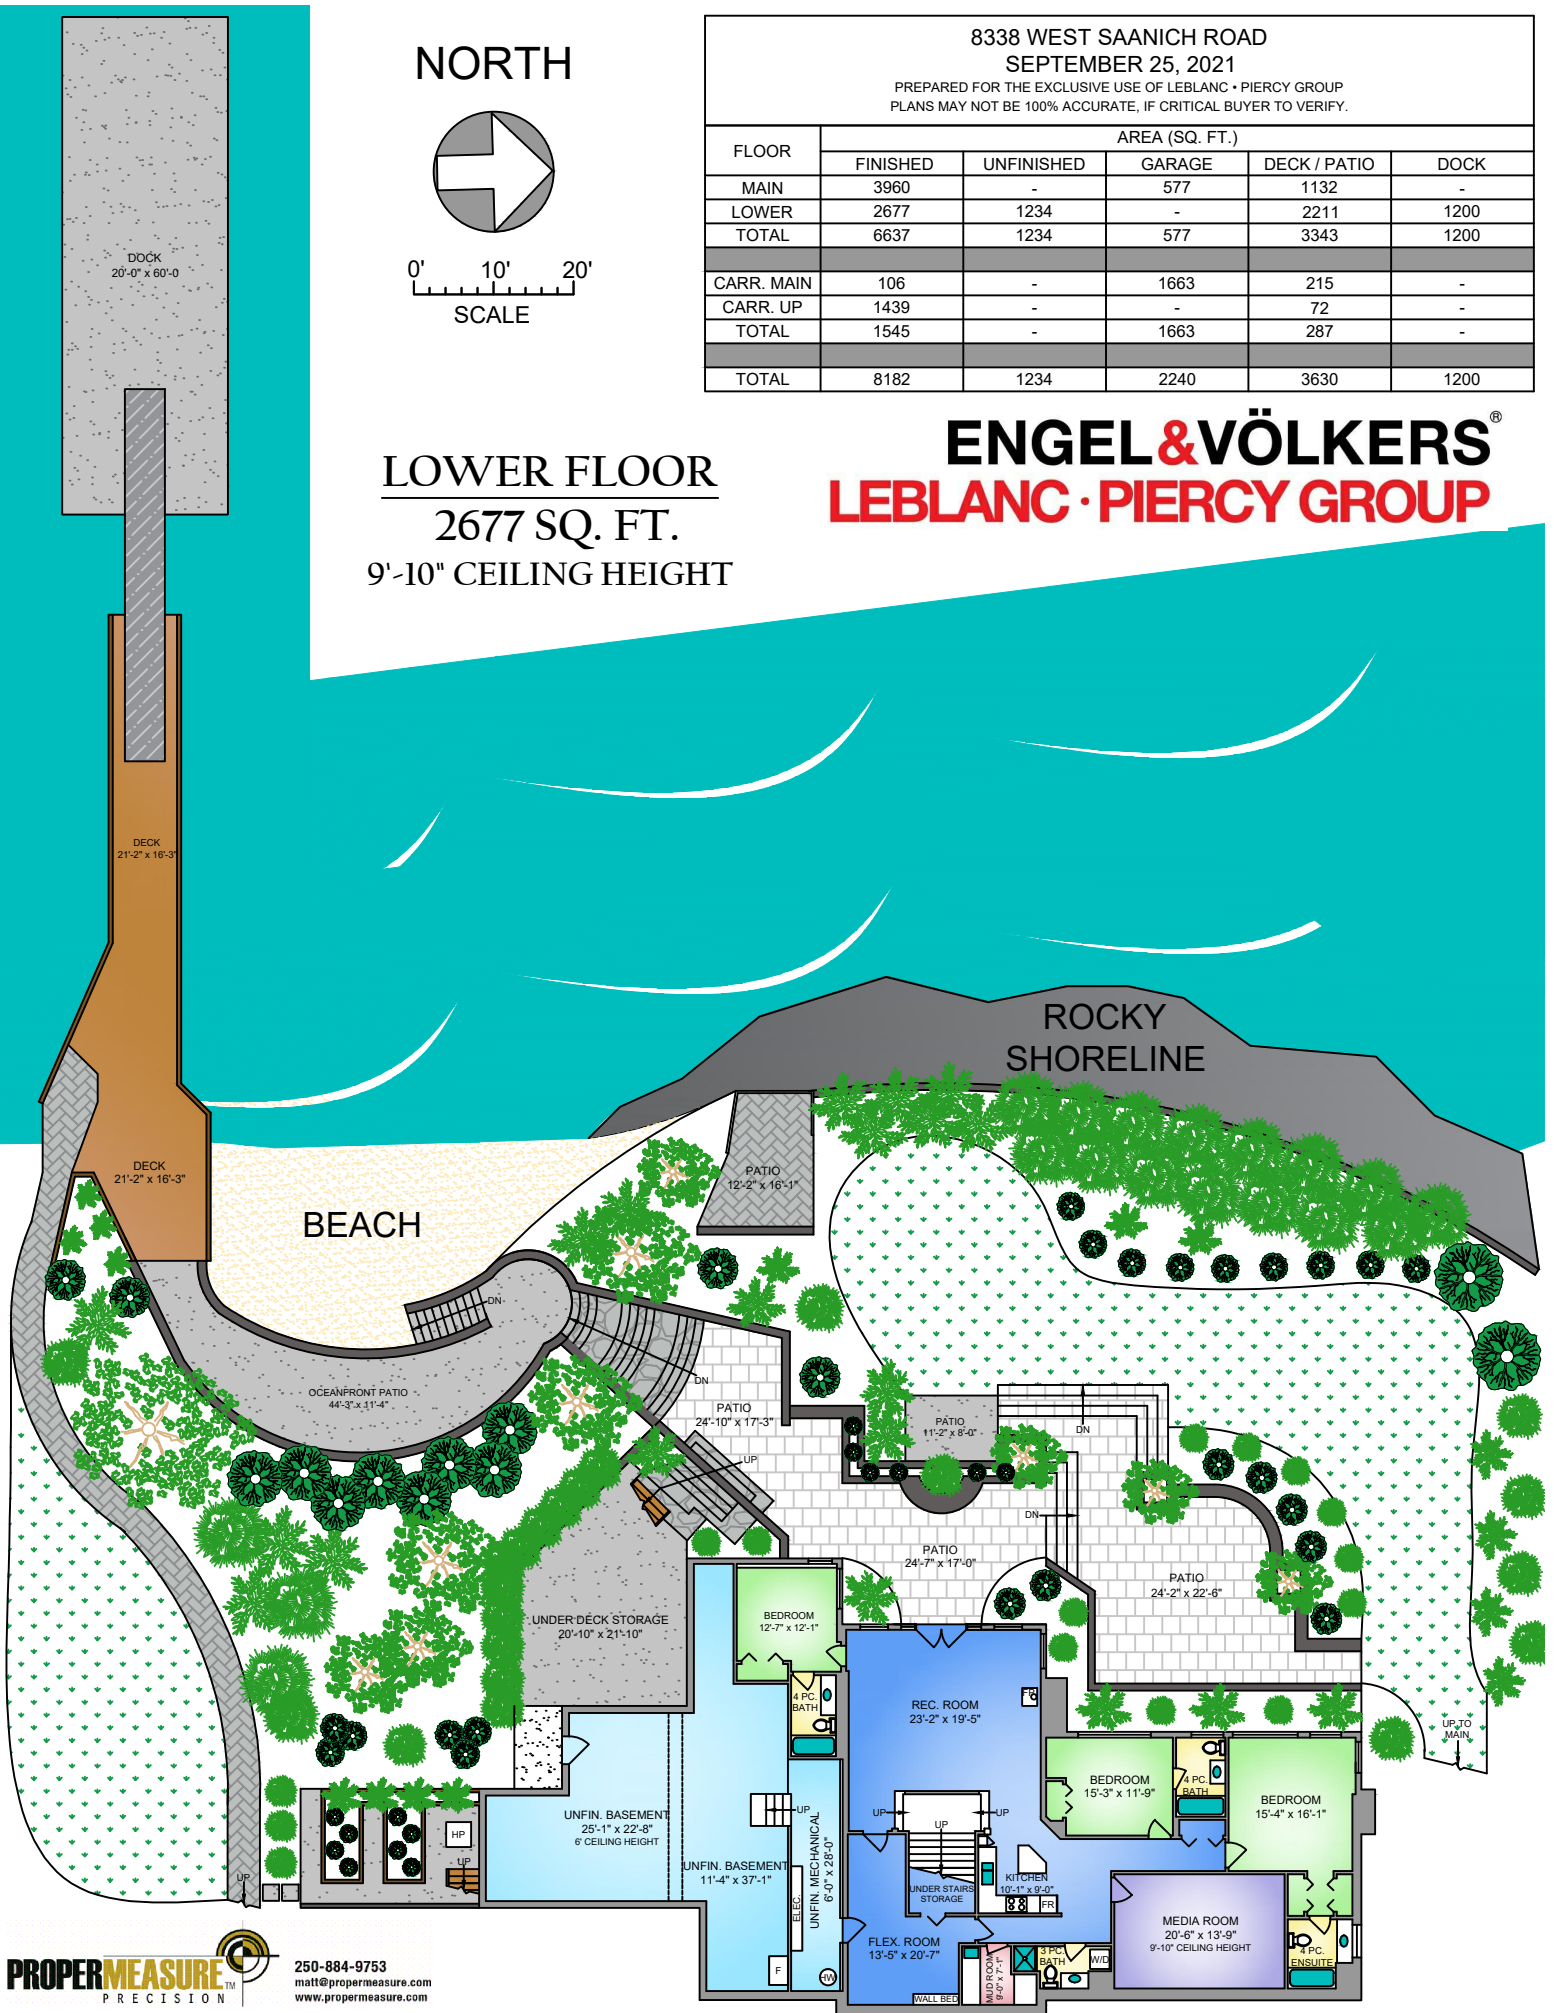 NORTH
0' 10' 20'
SCALE
8338 WEST SAANICH ROAD
SEPTEMBER 25, 2021
PREPARED FOR THE EXCLUSIVE USE OF LEBLANC • PIERCY GROUP
PLANS MAY NOT BE 100% ACCURATE, IF CRITICAL BUYER TO VERIFY.
FLOOR AREA (SQ. FT.)
FINISHED UNFINISHED GARAGE DECK / PATIO DOCK
MAIN 3960 - 577 1132 -
LOWER 2677 1234 - 2211 1200
TOTAL 6637 1234 577 3343 1200
CARR. MAIN 106 - 1663 215 -
CARR. UP 1439 - - 72 -
TOTAL 1545 - 1663 287 -
TOTAL 8182 1234 2240 3630 1200
ENGEL&VÖLKERS®
LEBLANC · PIERCY GROUP
LOWER FLOOR
2677 SQ. FT.
9'-10" CEILING HEIGHT
DOCK
20'-0" x 60'-0
DECK
21'-2" x 16'-3"
DECK
21'-2" x 16'-3"
ROCKY
SHORELINE
BEACH
PATIO
12'-2" x 16'-1"
DN
OCEANFRONT PATIO
44'-3" x 11'-4"
DN
PATIO
24'-10" x 17'-3"
UP
PATIO
11'-2" x 8'-0"
DN
DN
PATIO
24'-7" x 17'-0"
PATIO
24'-2" x 22'-6"
UNDER DECK STORAGE
20'-10" x 21'-10"
BEDROOM
12'-7" x 12'-1"
4 PC.
BATH
REC. ROOM
23'-2" x 19'-5"
FP
UP TO
MAIN
BEDROOM
15'-3" x 11'-9"
4 PC.
BATH
BEDROOM
15'-4" x 16'-1"
UNFIN. BASEMENT
25'-1" x 22'-8"
6' CEILING HEIGHT
UP
UP
UP
UP
HP
UP
UP
UNFIN. BASEMENT
11'-4" x 37'-1"
UNFIN. MECHANICAL
6'-0" x 28'-0"
ELEC.
F
HW
UNDER STAIRS
STORAGE
KITCHEN
10'-1" x 9'-0"
FR
FLEX. ROOM
13'-5" x 20'-7"
WALL BED
MUD ROOM
9'-0" x 7'-1"
3 PC.
BATH
W/D
MEDIA ROOM
20'-6" x 13'-9"
9'-10" CEILING HEIGHT
4 PC.
ENSUITE
PROPERMEASURE™
PRECISION
250-884-9753
matt@propermeasure.com
www.propermeasure.com